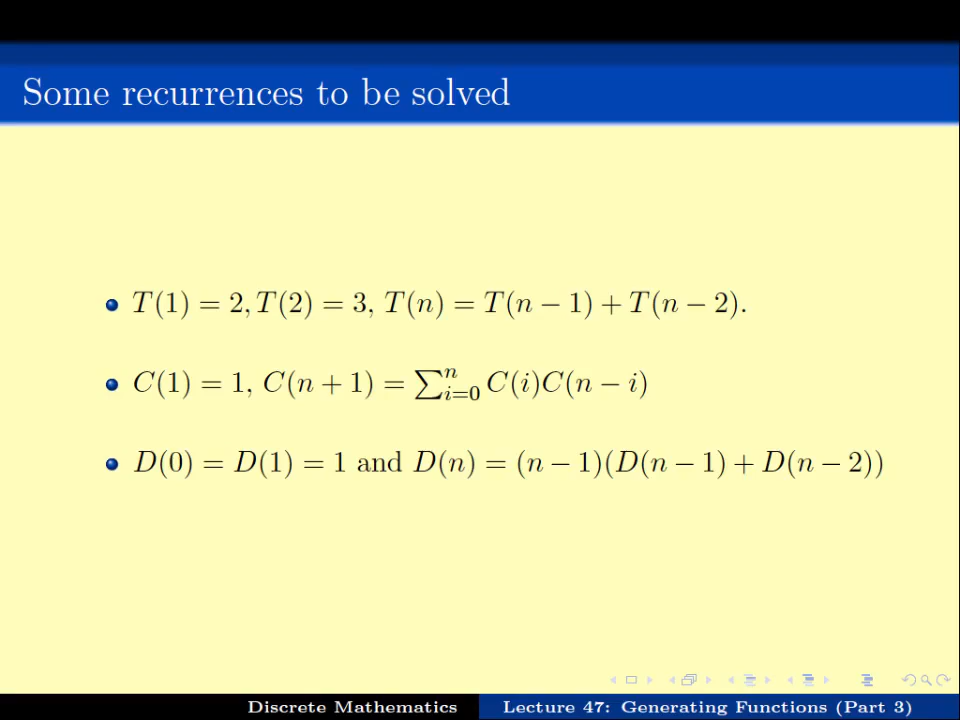 Some recurrences to be solved
T(1) = 2, T(2) = 3, T(n) = T(n − 1) + T(n − 2).
C(1) = 1, C(n + 1) = ∑ⁿᵢ₌₀ C(i)C(n − i)
D(0) = D(1) = 1 and D(n) = (n − 1)(D(n − 1) + D(n − 2))
Discrete Mathematics Lecture 47: Generating Functions (Part 3)